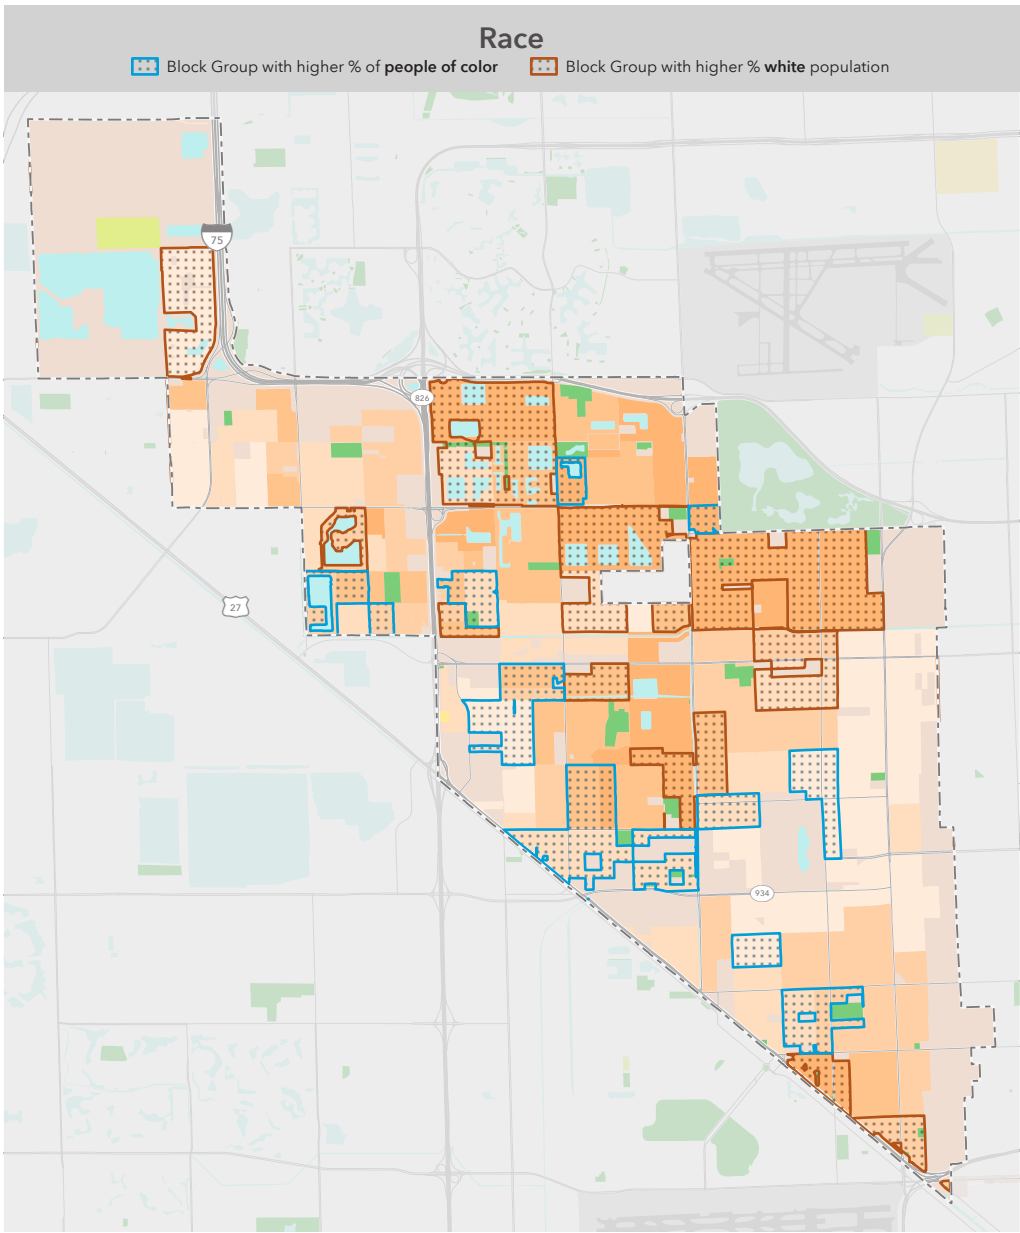 Race
Block Group with higher % of people of color
Block Group with higher % white population
75
826
27
934